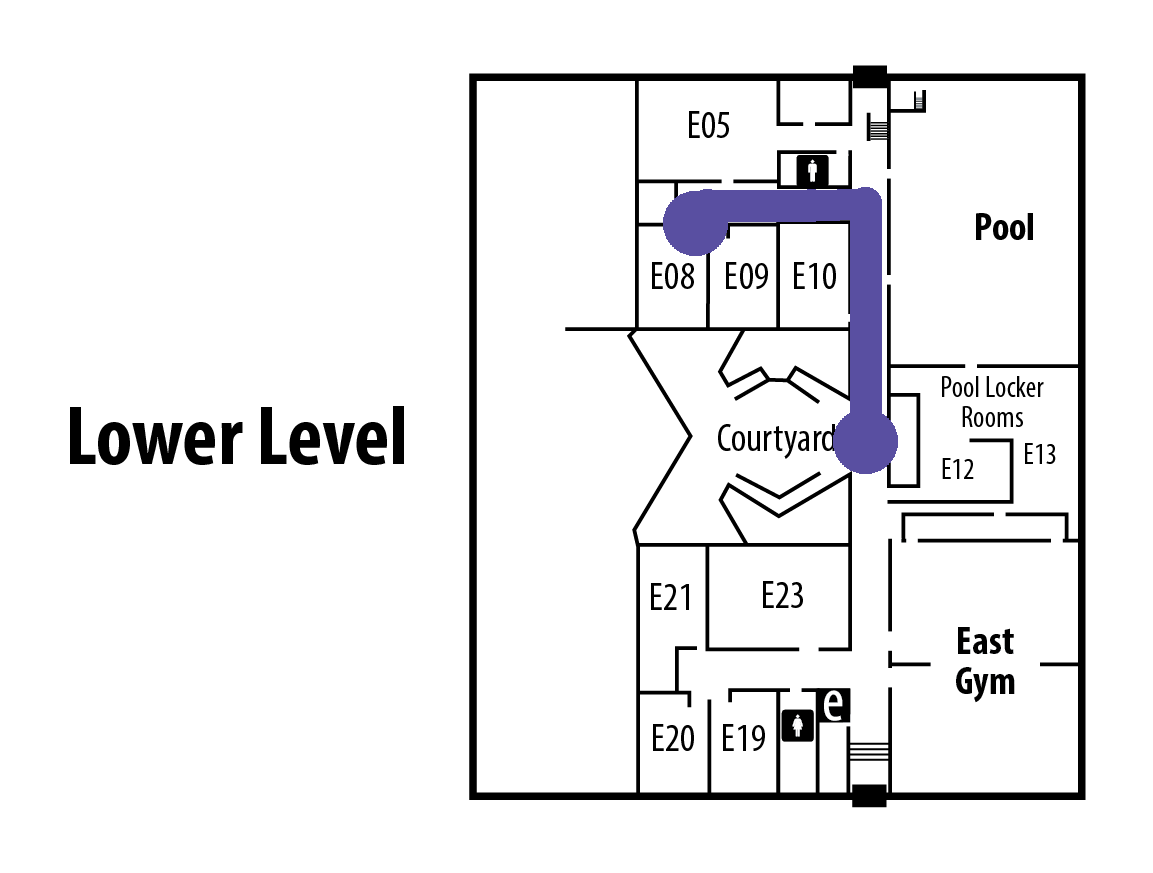 E05
Pool
E08
E09
E10
Pool Locker
Rooms
Lower Level
Courtyard
E12
E13
E21
E23
East
Gym
e
E20
E19